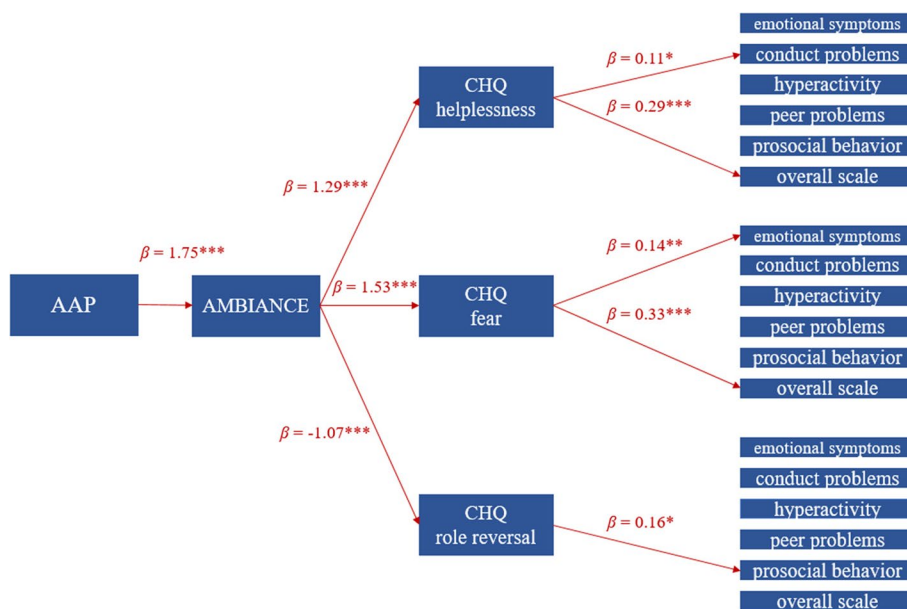 AAP
β = 1.75***
AMBIANCE
β = 1.29***
β = 1.53***
β = -1.07***
CHQ
helplessness
β = 0.11*
β = 0.29***
emotional symptoms
conduct problems
hyperactivity
peer problems
prosocial behavior
overall scale
CHQ
fear
β = 0.14**
β = 0.33***
emotional symptoms
conduct problems
hyperactivity
peer problems
prosocial behavior
overall scale
CHQ
role reversal
β = 0.16*
emotional symptoms
conduct problems
hyperactivity
peer problems
prosocial behavior
overall scale